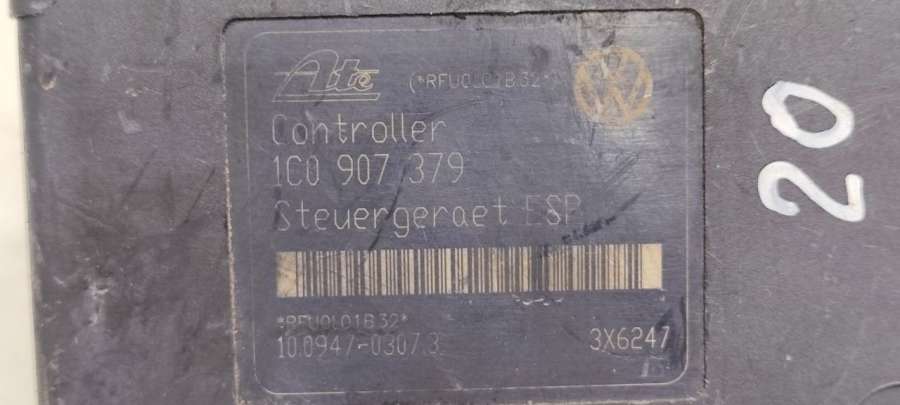 Ate (*RFU0L01B32*)
Controller
1C0 907 379
Steuergeraet ESP
*RFU0L01B32*
10.0947-0307.3 3X6247
20